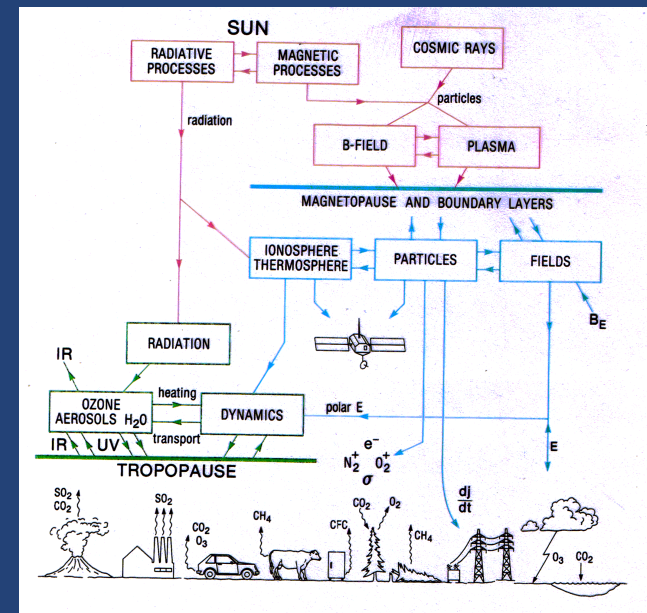 SUN
RADIATIVE
PROCESSES
MAGNETIC
PROCESSES
COSMIC RAYS
radiation
particles
B-FIELD
PLASMA
MAGNETOPAUSE AND BOUNDARY LAYERS
IONOSPHERE
THERMOSPHERE
PARTICLES
FIELDS
B_E
RADIATION
IR
OZONE
AEROSOLS H₂O
heating
transport
DYNAMICS
polar E
E
IR
UV
TROPOPAUSE
e⁻
N₂⁺ O₂⁺
σ
dj
dt
SO₂
CO₂
SO₂
CO₂
O₃
CH₄
CFC
CO₂
O₂
CH₄
O₃
CO₂